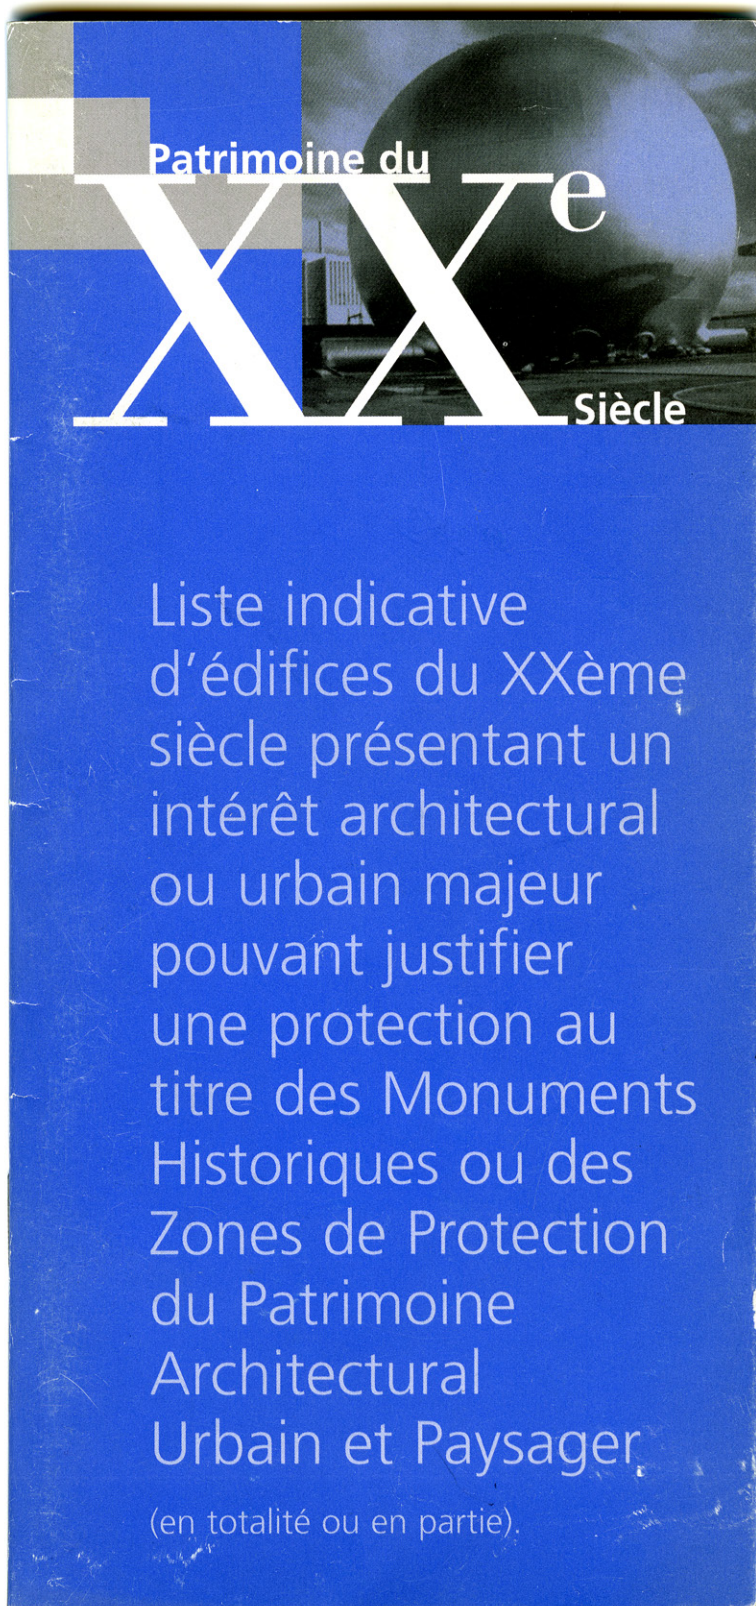 Patrimoine du
XXe
Siècle
Liste indicative
d'édifices du XXème
siècle présentant un
intérêt architectural
ou urbain majeur
pouvant justifier
une protection au
titre des Monuments
Historiques ou des
Zones de Protection
du Patrimoine
Architectural
Urbain et Paysager
(en totalité ou en partie).